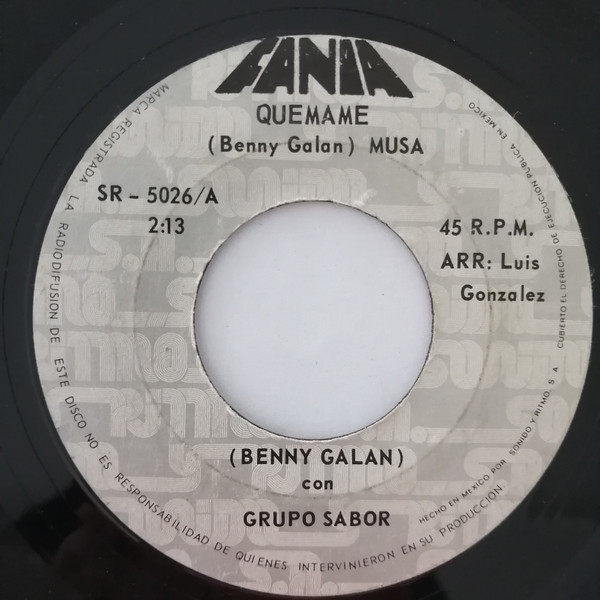 FANIA
QUEMAME
(Benny Galan) MUSA
SR - 5026/A
2:13
45 R.P.M.
ARR: Luis
Gonzalez
(BENNY GALAN)
con
GRUPO SABOR
MARCA REGISTRADA LA RADIODIFUSION DE ESTE DISCO NO ES RESPONSABILIDAD DE QUIENES INTERVINIERON EN SU PRODUCCION
HECHO EN MEXICO POR SONIDO Y RITMO, S. A.
CUBIERTO EL DERECHO DE EJECUCION PUBLICA EN MEXICO